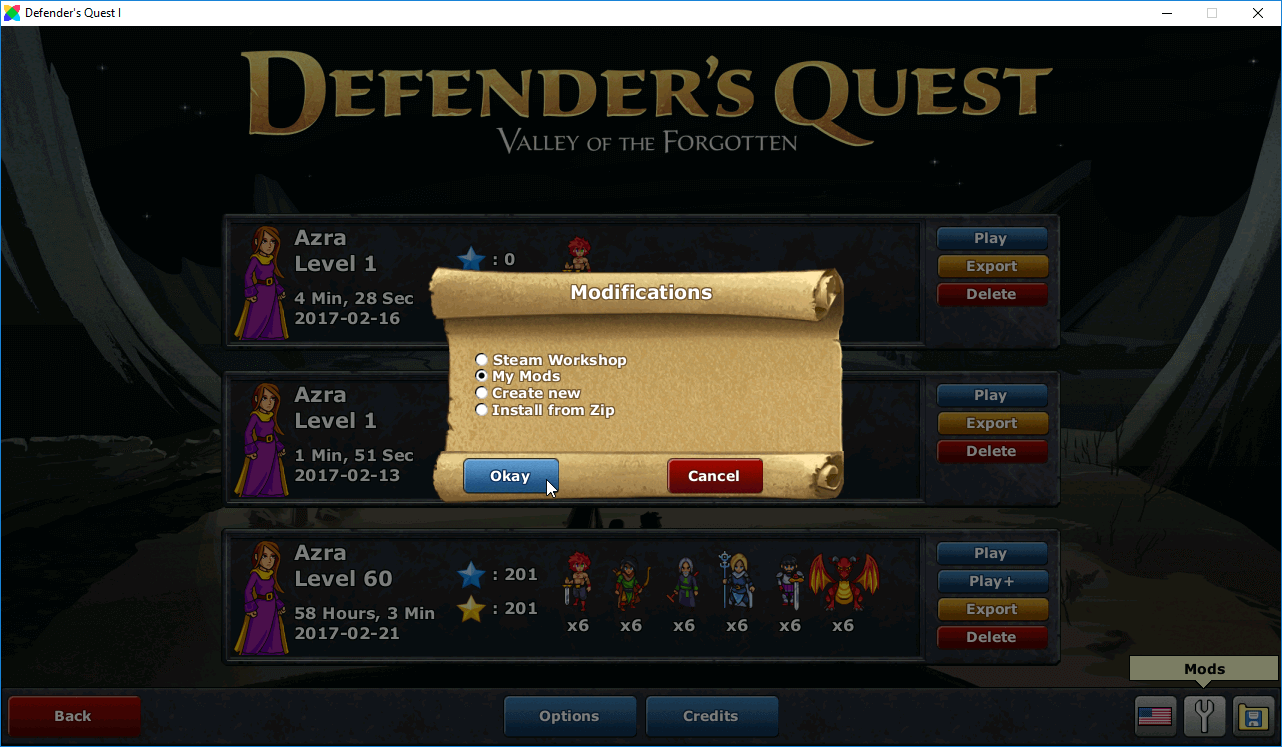 Defender's Quest I
DEFENDER'S QUEST
VALLEY OF THE FORGOTTEN
Azra
Level 1
4 Min, 28 Sec
2017-02-16
: 0
Play
Export
Delete
Modifications
Steam Workshop
My Mods
Create new
Install from Zip
Okay
Cancel
Azra
Level 1
1 Min, 51 Sec
2017-02-13
Play
Export
Delete
Azra
Level 60
58 Hours, 3 Min
2017-02-21
: 201
: 201
x6 x6 x6 x6 x6 x6
Play
Play+
Export
Delete
Mods
Back
Options
Credits